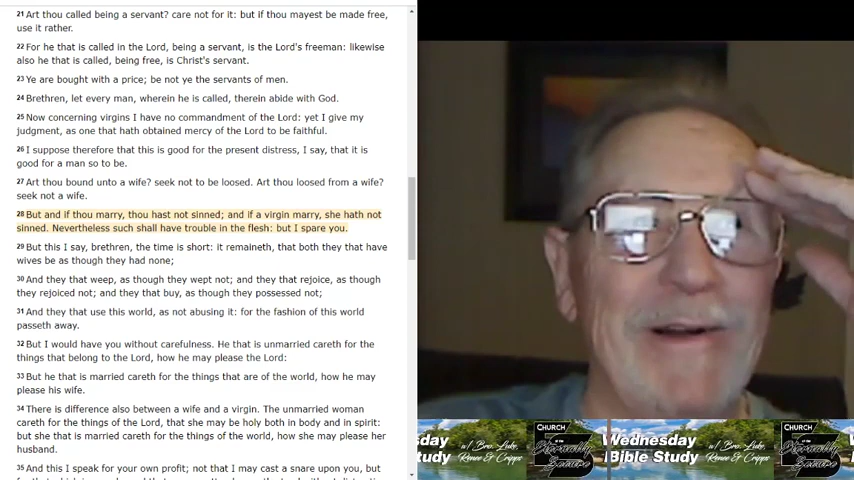 21 Art thou called being a servant? care not for it: but if thou mayest be made free,
use it rather.
22 For he that is called in the Lord, being a servant, is the Lord's freeman: likewise
also he that is called, being free, is Christ's servant.
23 Ye are bought with a price; be not ye the servants of men.
24 Brethren, let every man, wherein he is called, therein abide with God.
25 Now concerning virgins I have no commandment of the Lord: yet I give my
judgment, as one that hath obtained mercy of the Lord to be faithful.
26 I suppose therefore that this is good for the present distress, I say, that it is
good for a man so to be.
27 Art thou bound unto a wife? seek not to be loosed. Art thou loosed from a wife?
seek not a wife.
28 But and if thou marry, thou hast not sinned; and if a virgin marry, she hath not
sinned. Nevertheless such shall have trouble in the flesh: but I spare you.
29 But this I say, brethren, the time is short: it remaineth, that both they that have
wives be as though they had none;
30 And they that weep, as though they wept not; and they that rejoice, as though
they rejoiced not; and they that buy, as though they possessed not;
31 And they that use this world, as not abusing it: for the fashion of this world
passeth away.
32 But I would have you without carefulness. He that is unmarried careth for the
things that belong to the Lord, how he may please the Lord:
33 But he that is married careth for the things that are of the world, how he may
please his wife.
34 There is difference also between a wife and a virgin. The unmarried woman
careth for the things of the Lord, that she may be holy both in body and in spirit:
but she that is married careth for the things of the world, how she may please her
husband.
35 And this I speak for your own profit; not that I may cast a snare upon you, but
sday
Study
w/ Bro. Luke,
Renee & Cripps
CHURCH
of the
Eternally
Secure
Wednesday
Bible Study
w/ Bro. Luke,
Renee & Cripps
CHURCH
of the
Eternally
Secure